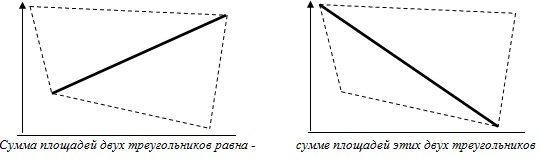 Сумма площадей двух треугольников равна - сумме площадей этих двух треугольников